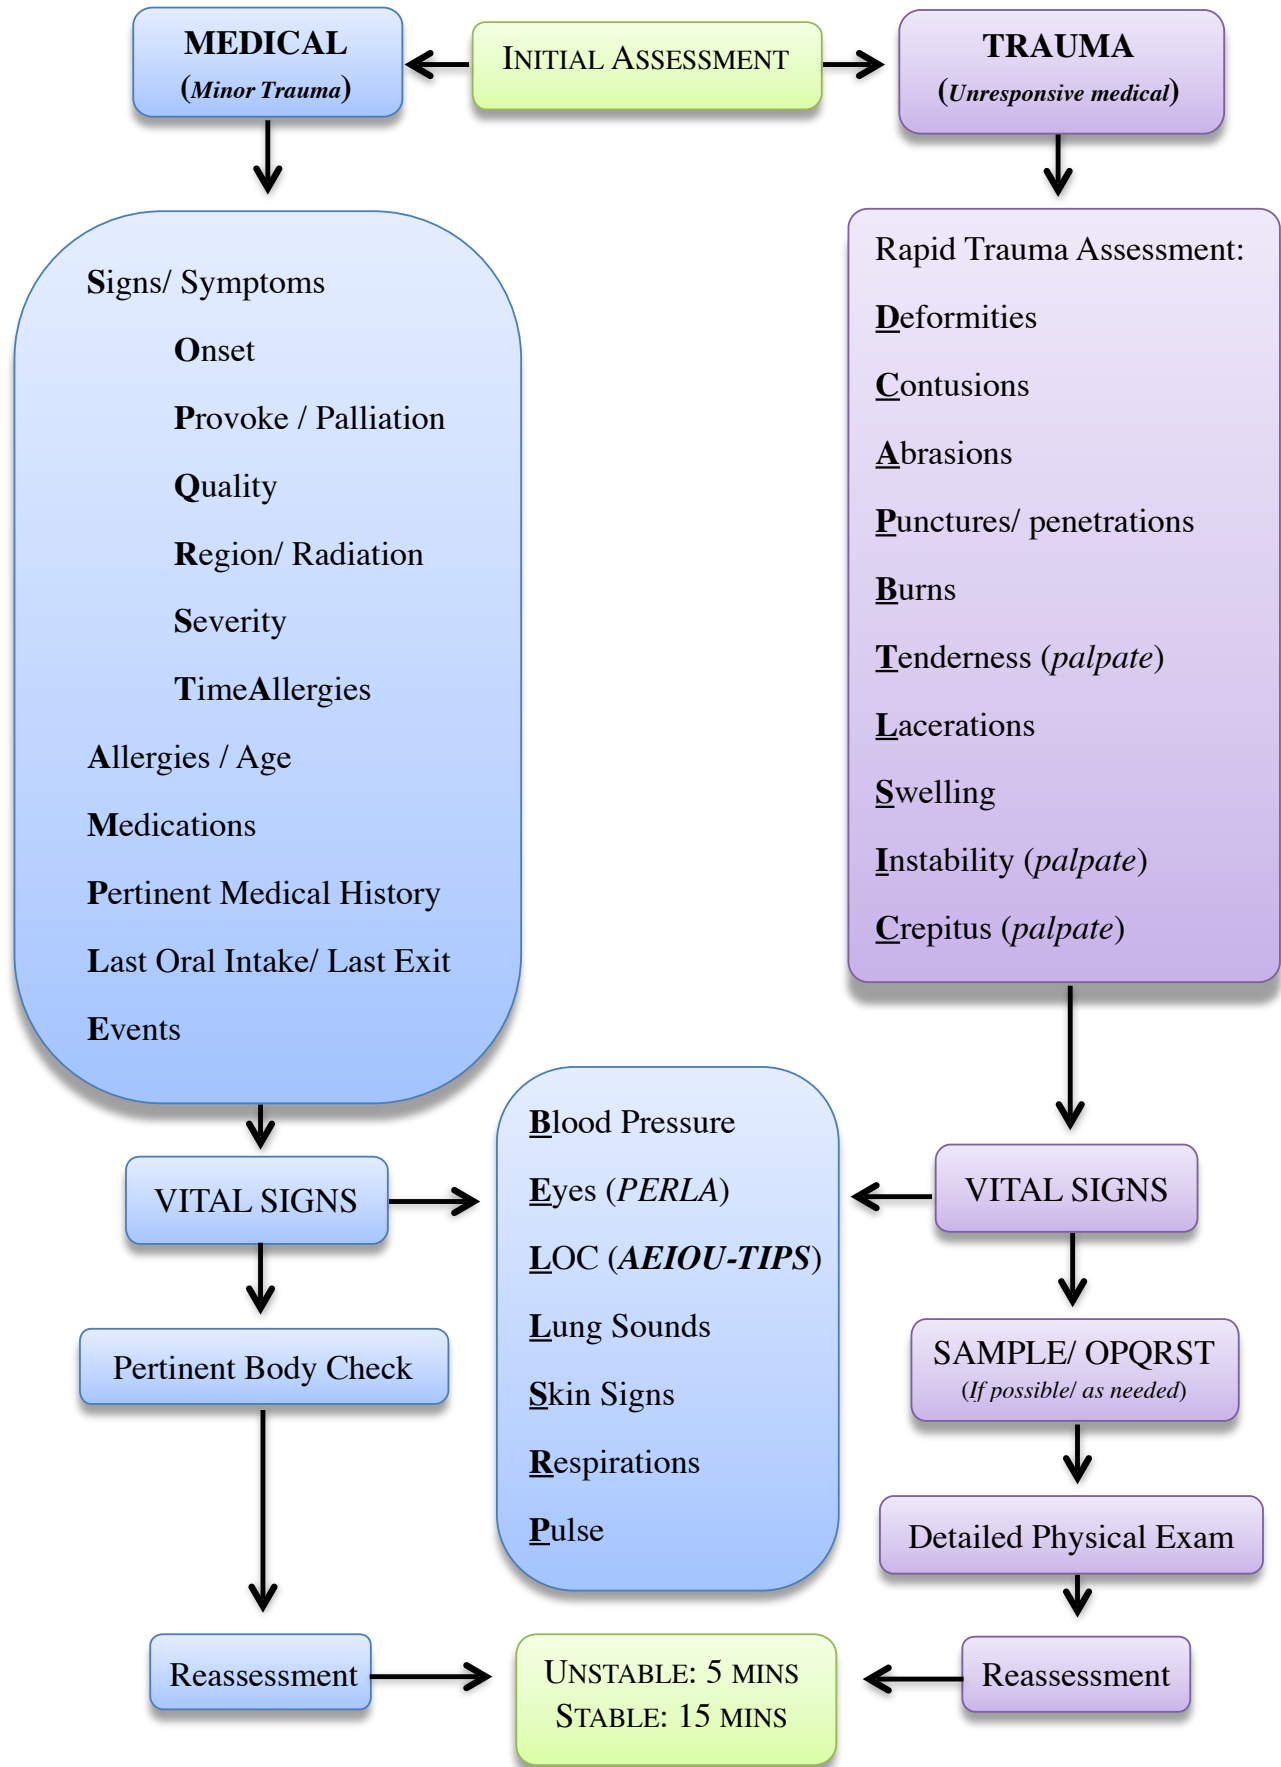 MEDICAL
(Minor Trauma)
INITIAL ASSESSMENT
TRAUMA
(Unresponsive medical)
Signs/ Symptoms
Onset
Provoke / Palliation
Quality
Region/ Radiation
Severity
TimeAllergies
Allergies / Age
Medications
Pertinent Medical History
Last Oral Intake/ Last Exit
Events
Rapid Trauma Assessment:
Deformities
Contusions
Abrasions
Punctures/ penetrations
Burns
Tenderness (palpate)
Lacerations
Swelling
Instability (palpate)
Crepitus (palpate)
VITAL SIGNS
Blood Pressure
Eyes (PERLA)
LOC (AEIOU-TIPS)
Lung Sounds
Skin Signs
Respirations
Pulse
VITAL SIGNS
Pertinent Body Check
SAMPLE/ OPQRST
(If possible/ as needed)
Detailed Physical Exam
Reassessment
UNSTABLE: 5 MINS
STABLE: 15 MINS
Reassessment